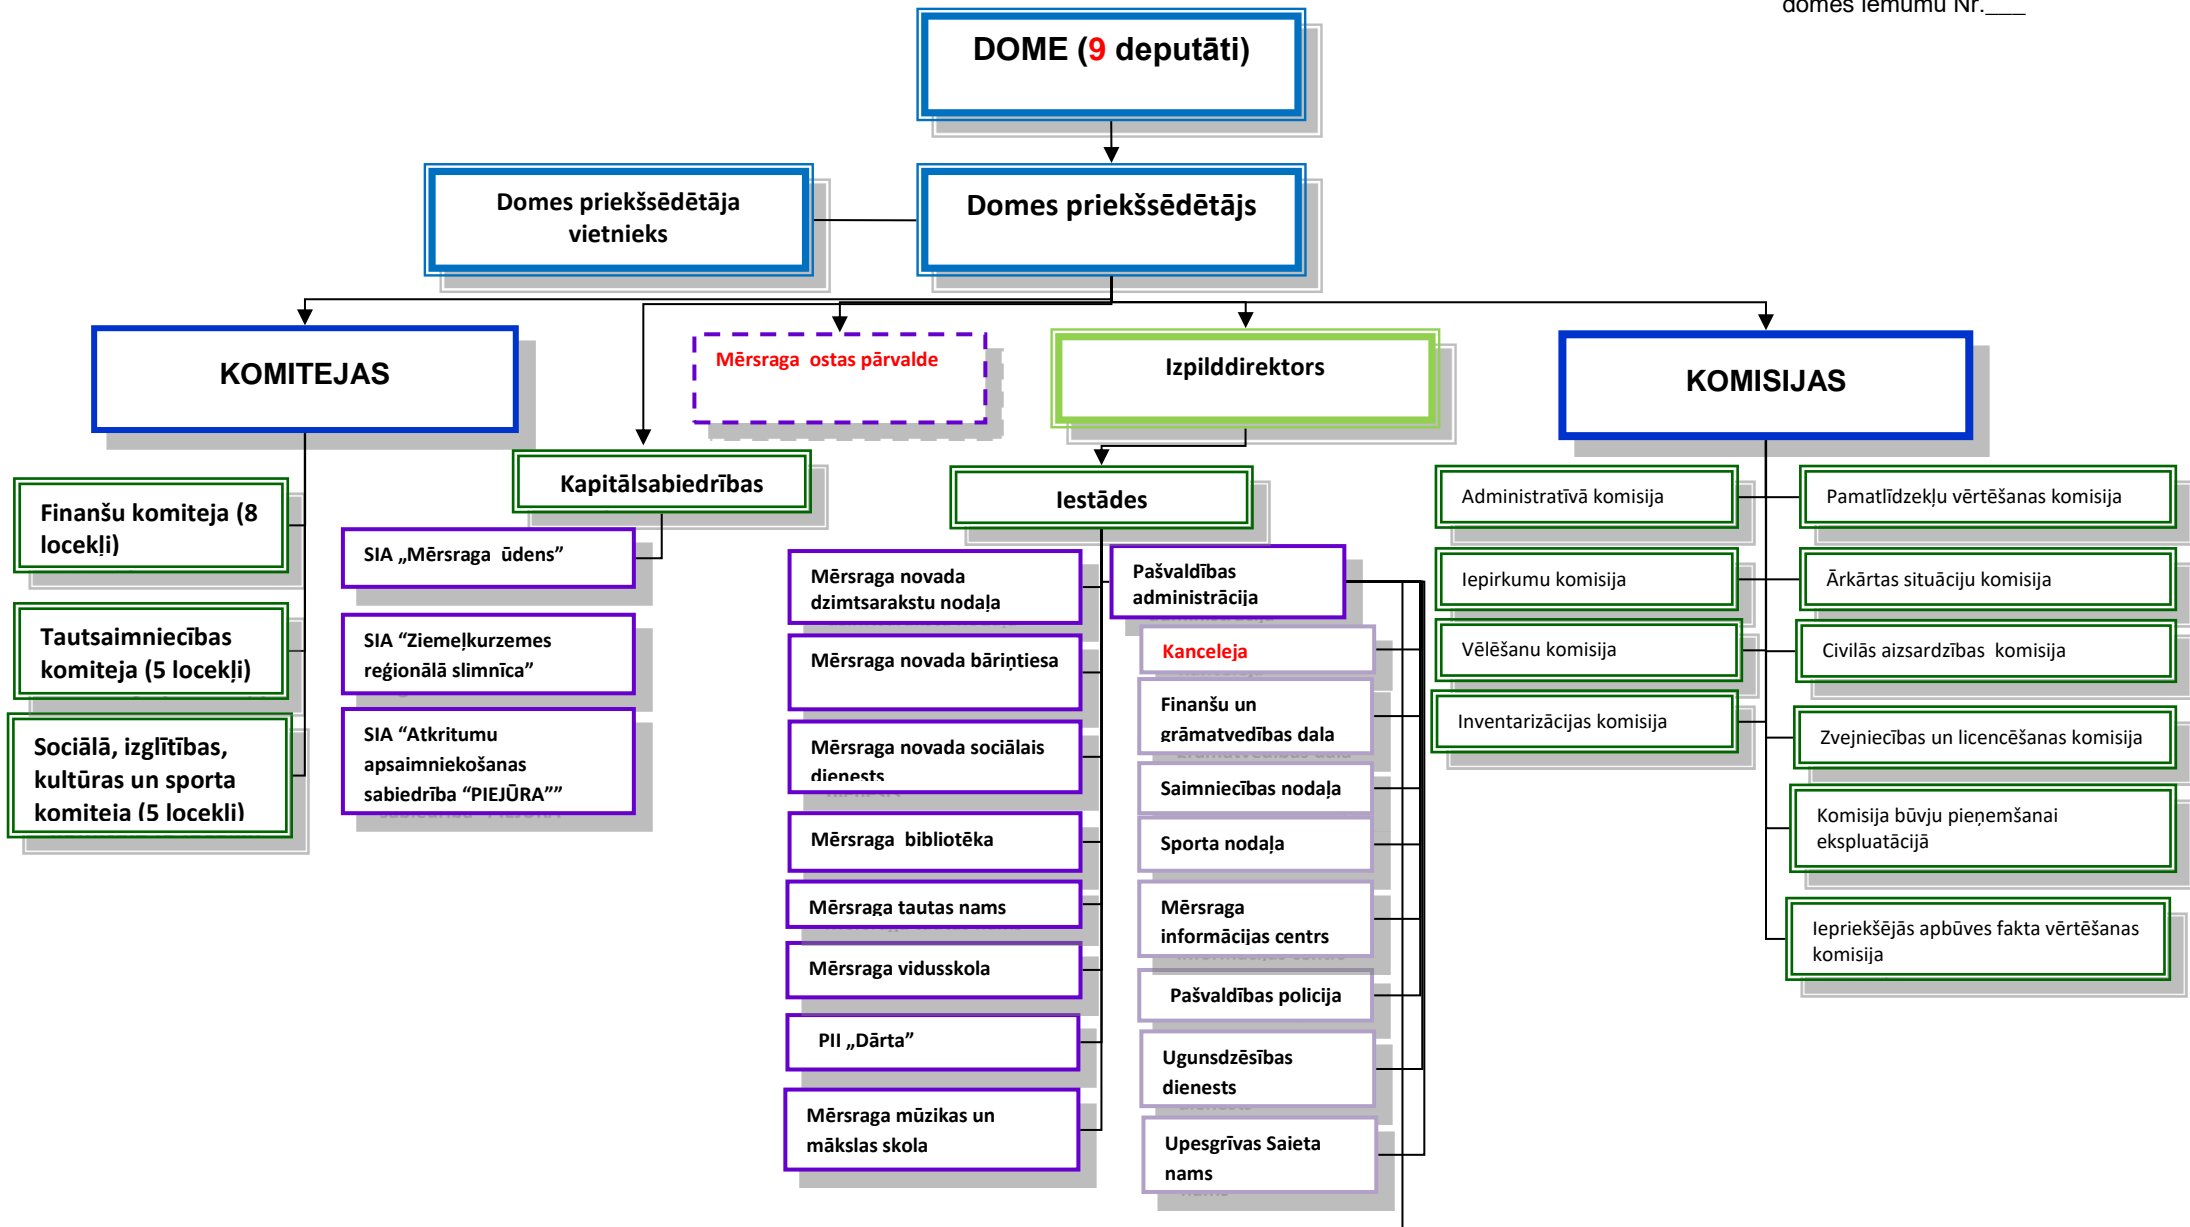 domes lēmumu Nr.___
DOME (9 deputāti)
Domes priekšsēdētāja
vietnieks
Domes priekšsēdētājs
KOMITEJAS
Mērsraga ostas pārvalde
Izpilddirektors
KOMISIJAS
Finanšu komiteja (8
locekļi)
Tautsaimniecības
komiteja (5 locekļi)
Sociālā, izglītības,
kultūras un sporta
komiteja (5 locekļi)
Kapitālsabiedrības
SIA „Mērsraga ūdens”
SIA “Ziemeļkurzemes
reģionālā slimnīca”
SIA “Atkritumu
apsaimniekošanas
sabiedrība “PIEJŪRA””
Iestādes
Mērsraga novada
dzimtsarakstu nodaļa
Mērsraga novada bāriņtiesa
Mērsraga novada sociālais
dienests
Mērsraga bibliotēka
Mērsraga tautas nams
Mērsraga vidusskola
PII „Dārta”
Mērsraga mūzikas un
mākslas skola
Pašvaldības
administrācija
Kanceleja
Finanšu un
grāmatvedības daļa
Saimniecības nodaļa
Sporta nodaļa
Mērsraga
informācijas centrs
Pašvaldības policija
Ugunsdzēsības
dienests
Upesgrīvas Saieta
nams
Administratīvā komisija
Iepirkumu komisija
Vēlēšanu komisija
Inventarizācijas komisija
Pamatlīdzekļu vērtēšanas komisija
Ārkārtas situāciju komisija
Civilās aizsardzības komisija
Zvejniecības un licencēšanas komisija
Komisija būvju pieņemšanai
ekspluatācijā
Iepriekšējās apbūves fakta vērtēšanas
komisija